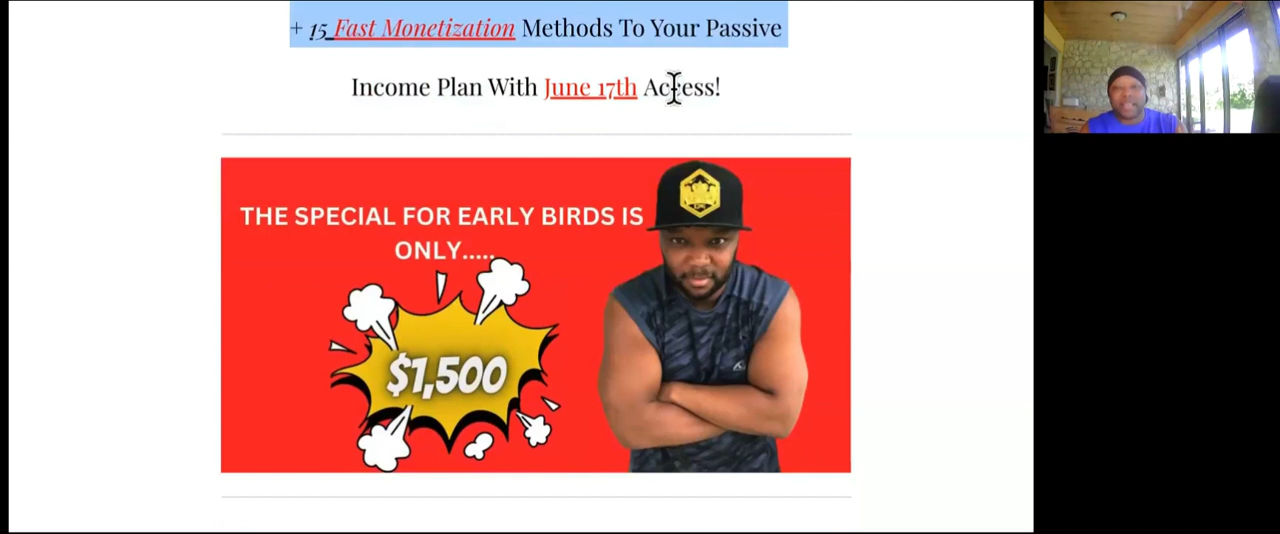 + 15 Fast Monetization Methods To Your Passive
Income Plan With June 17th Access!
THE SPECIAL FOR EARLY BIRDS IS
ONLY.....
$1,500